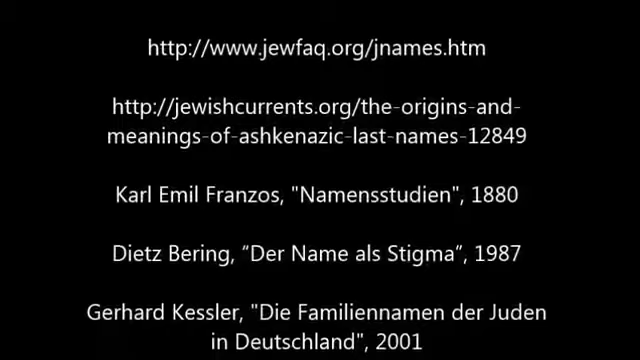 http://www.jewfaq.org/jnames.htm
http://jewishcurrents.org/the-origins-and-
meanings-of-ashkenazic-last-names-12849
Karl Emil Franzos, "Namensstudien", 1880
Dietz Bering, “Der Name als Stigma”, 1987
Gerhard Kessler, "Die Familiennamen der Juden
in Deutschland", 2001